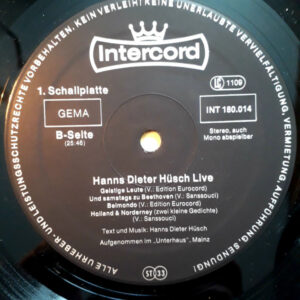 KEIN VERLEIH! KEINE UNERLAUBTE VERVIELFÄLTIGUNG, VERMIETUNG, AUFFÜHRUNG, SENDUNG!
ALLE URHEBER- UND LEISTUNGSSCHUTZRECHTE VORBEHALTEN.
Intercord
1. Schallplatte
LC 1109
GEMA
INT 180.014
B-Seite
(25:46)
Stereo, auch
Mono abspielbar
Hanns Dieter Hüsch Live
Geistige Leute (V.: Edition Eurocord)
Und samstags zu Beethoven (V.: Sanssouci)
Belmondo (V.: Edition Eurocord)
Holland & Norderney (zwei kleine Gedichte)
(V.: Sanssouci)
Text und Musik: Hanns Dieter Hüsch
Aufgenommen im „Unterhaus", Mainz
ST 33